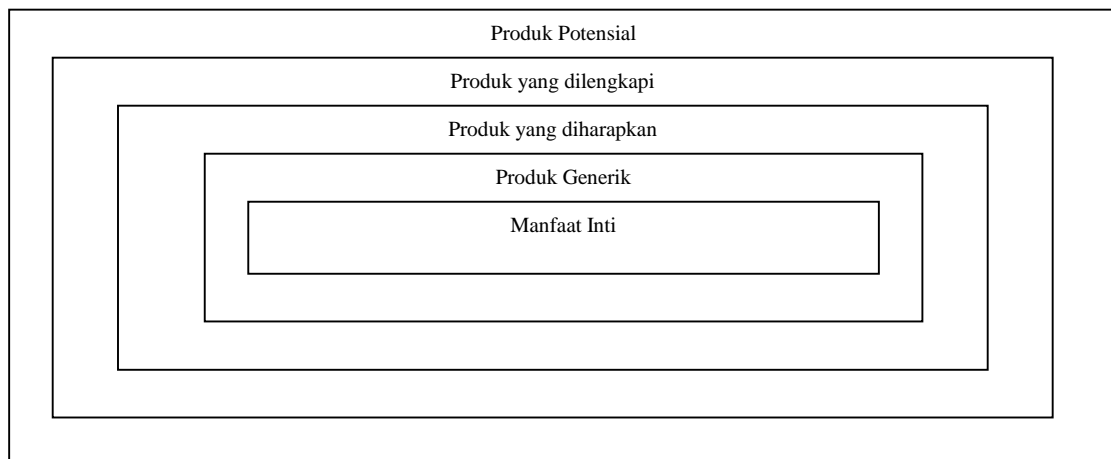 Produk Potensial
Produk yang dilengkapi
Produk yang diharapkan
Produk Generik
Manfaat Inti